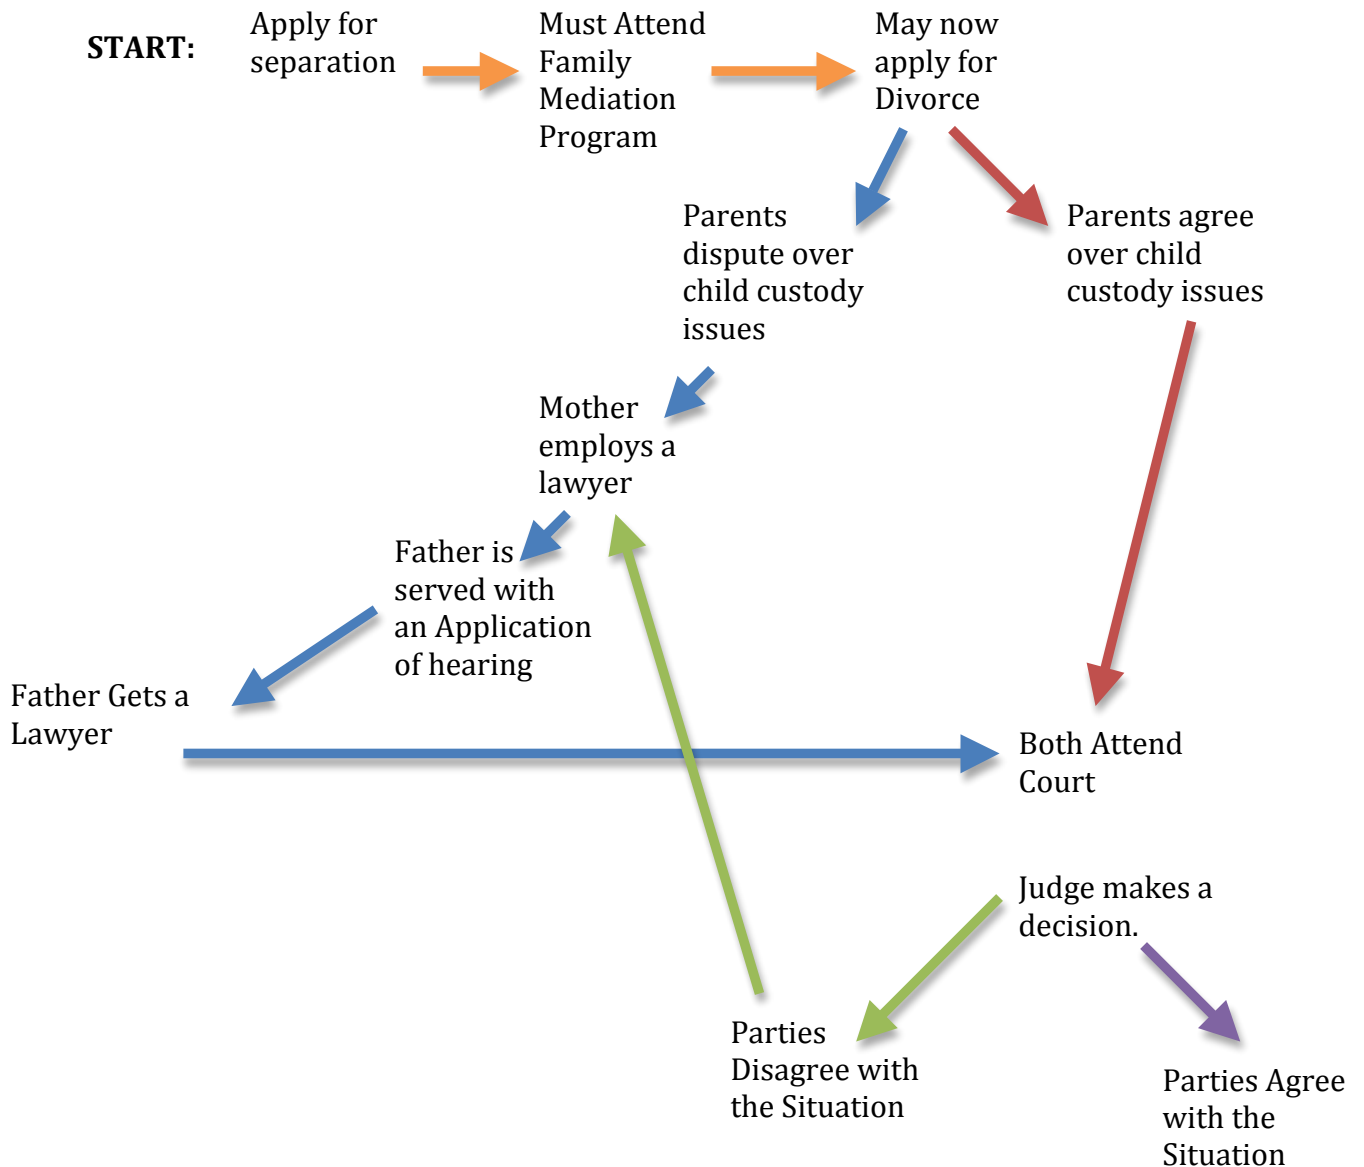 START:
Apply for
separation
Must Attend
Family
Mediation
Program
May now
apply for
Divorce
Parents
dispute over
child custody
issues
Parents agree
over child
custody issues
Mother
employs a
lawyer
Father is
served with
an Application
of hearing
Father Gets a
Lawyer
Both Attend
Court
Judge makes a
decision.
Parties
Disagree with
the Situation
Parties Agree
with the
Situation